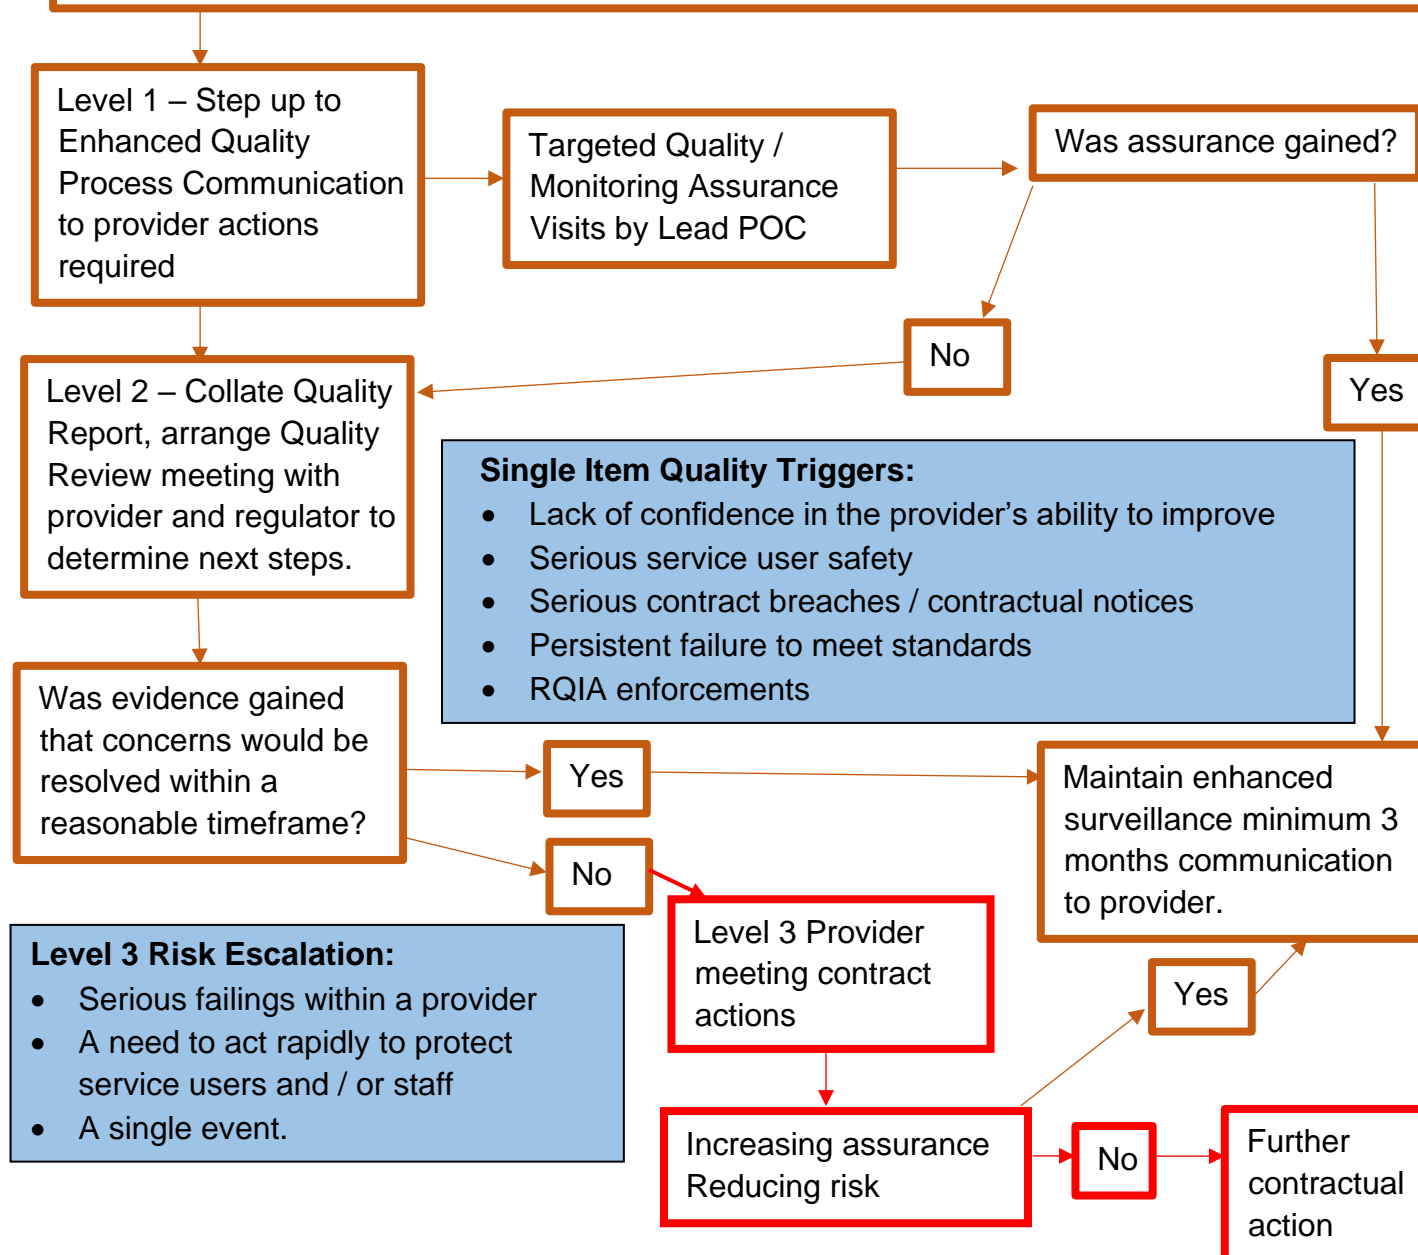 Level 1 – Step up to
Enhanced Quality
Process Communication
to provider actions
required
Targeted Quality /
Monitoring Assurance
Visits by Lead POC
Was assurance gained?
No
Yes
Level 2 – Collate Quality
Report, arrange Quality
Review meeting with
provider and regulator to
determine next steps.
Single Item Quality Triggers:
• Lack of confidence in the provider’s ability to improve
• Serious service user safety
• Serious contract breaches / contractual notices
• Persistent failure to meet standards
• RQIA enforcements
Was evidence gained
that concerns would be
resolved within a
reasonable timeframe?
Yes
No
Maintain enhanced
surveillance minimum 3
months communication
to provider.
Level 3 Risk Escalation:
• Serious failings within a provider
• A need to act rapidly to protect
service users and / or staff
• A single event.
Level 3 Provider
meeting contract
actions
Yes
Increasing assurance
Reducing risk
No
Further
contractual
action